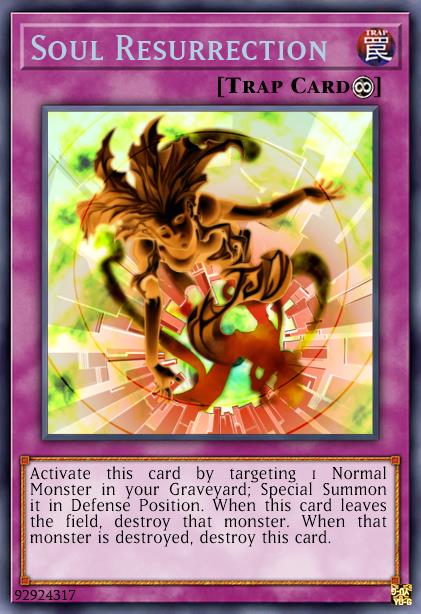 Soul Resurrection
TRAP
罠
[Trap Card]
Activate this card by targeting 1 Normal
Monster in your Graveyard; Special Summon
it in Defense Position. When this card leaves
the field, destroy that monster. When that
monster is destroyed, destroy this card.
92924317